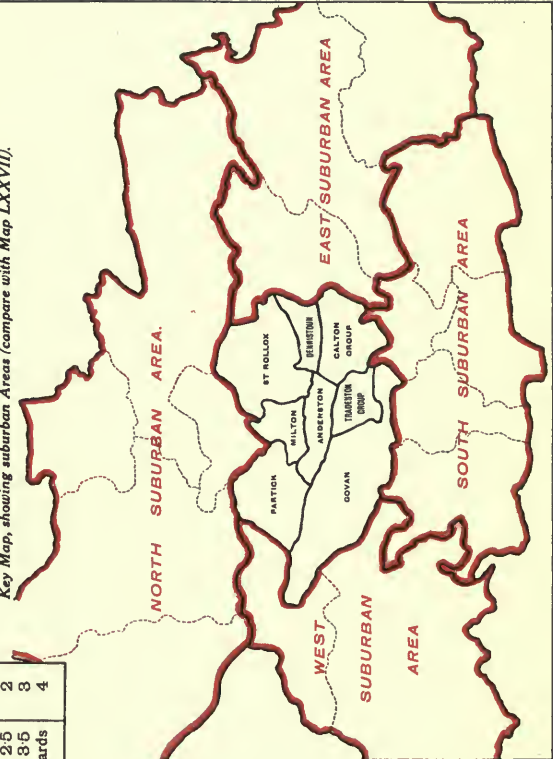 Key Map, showing suburban Areas (compare with Map LXXVII).
2·5 2
3·5 3
ards 4
NORTH SUBURBAN AREA.
EAST SUBURBAN AREA
SOUTH SUBURBAN AREA
WEST
SUBURBAN
AREA
ST ROLLOX
DENNISTOUN
CALTON
GROUP
MILTON
ANDERSTON
TRADESTON
GROUP
PARTICK
GOVAN